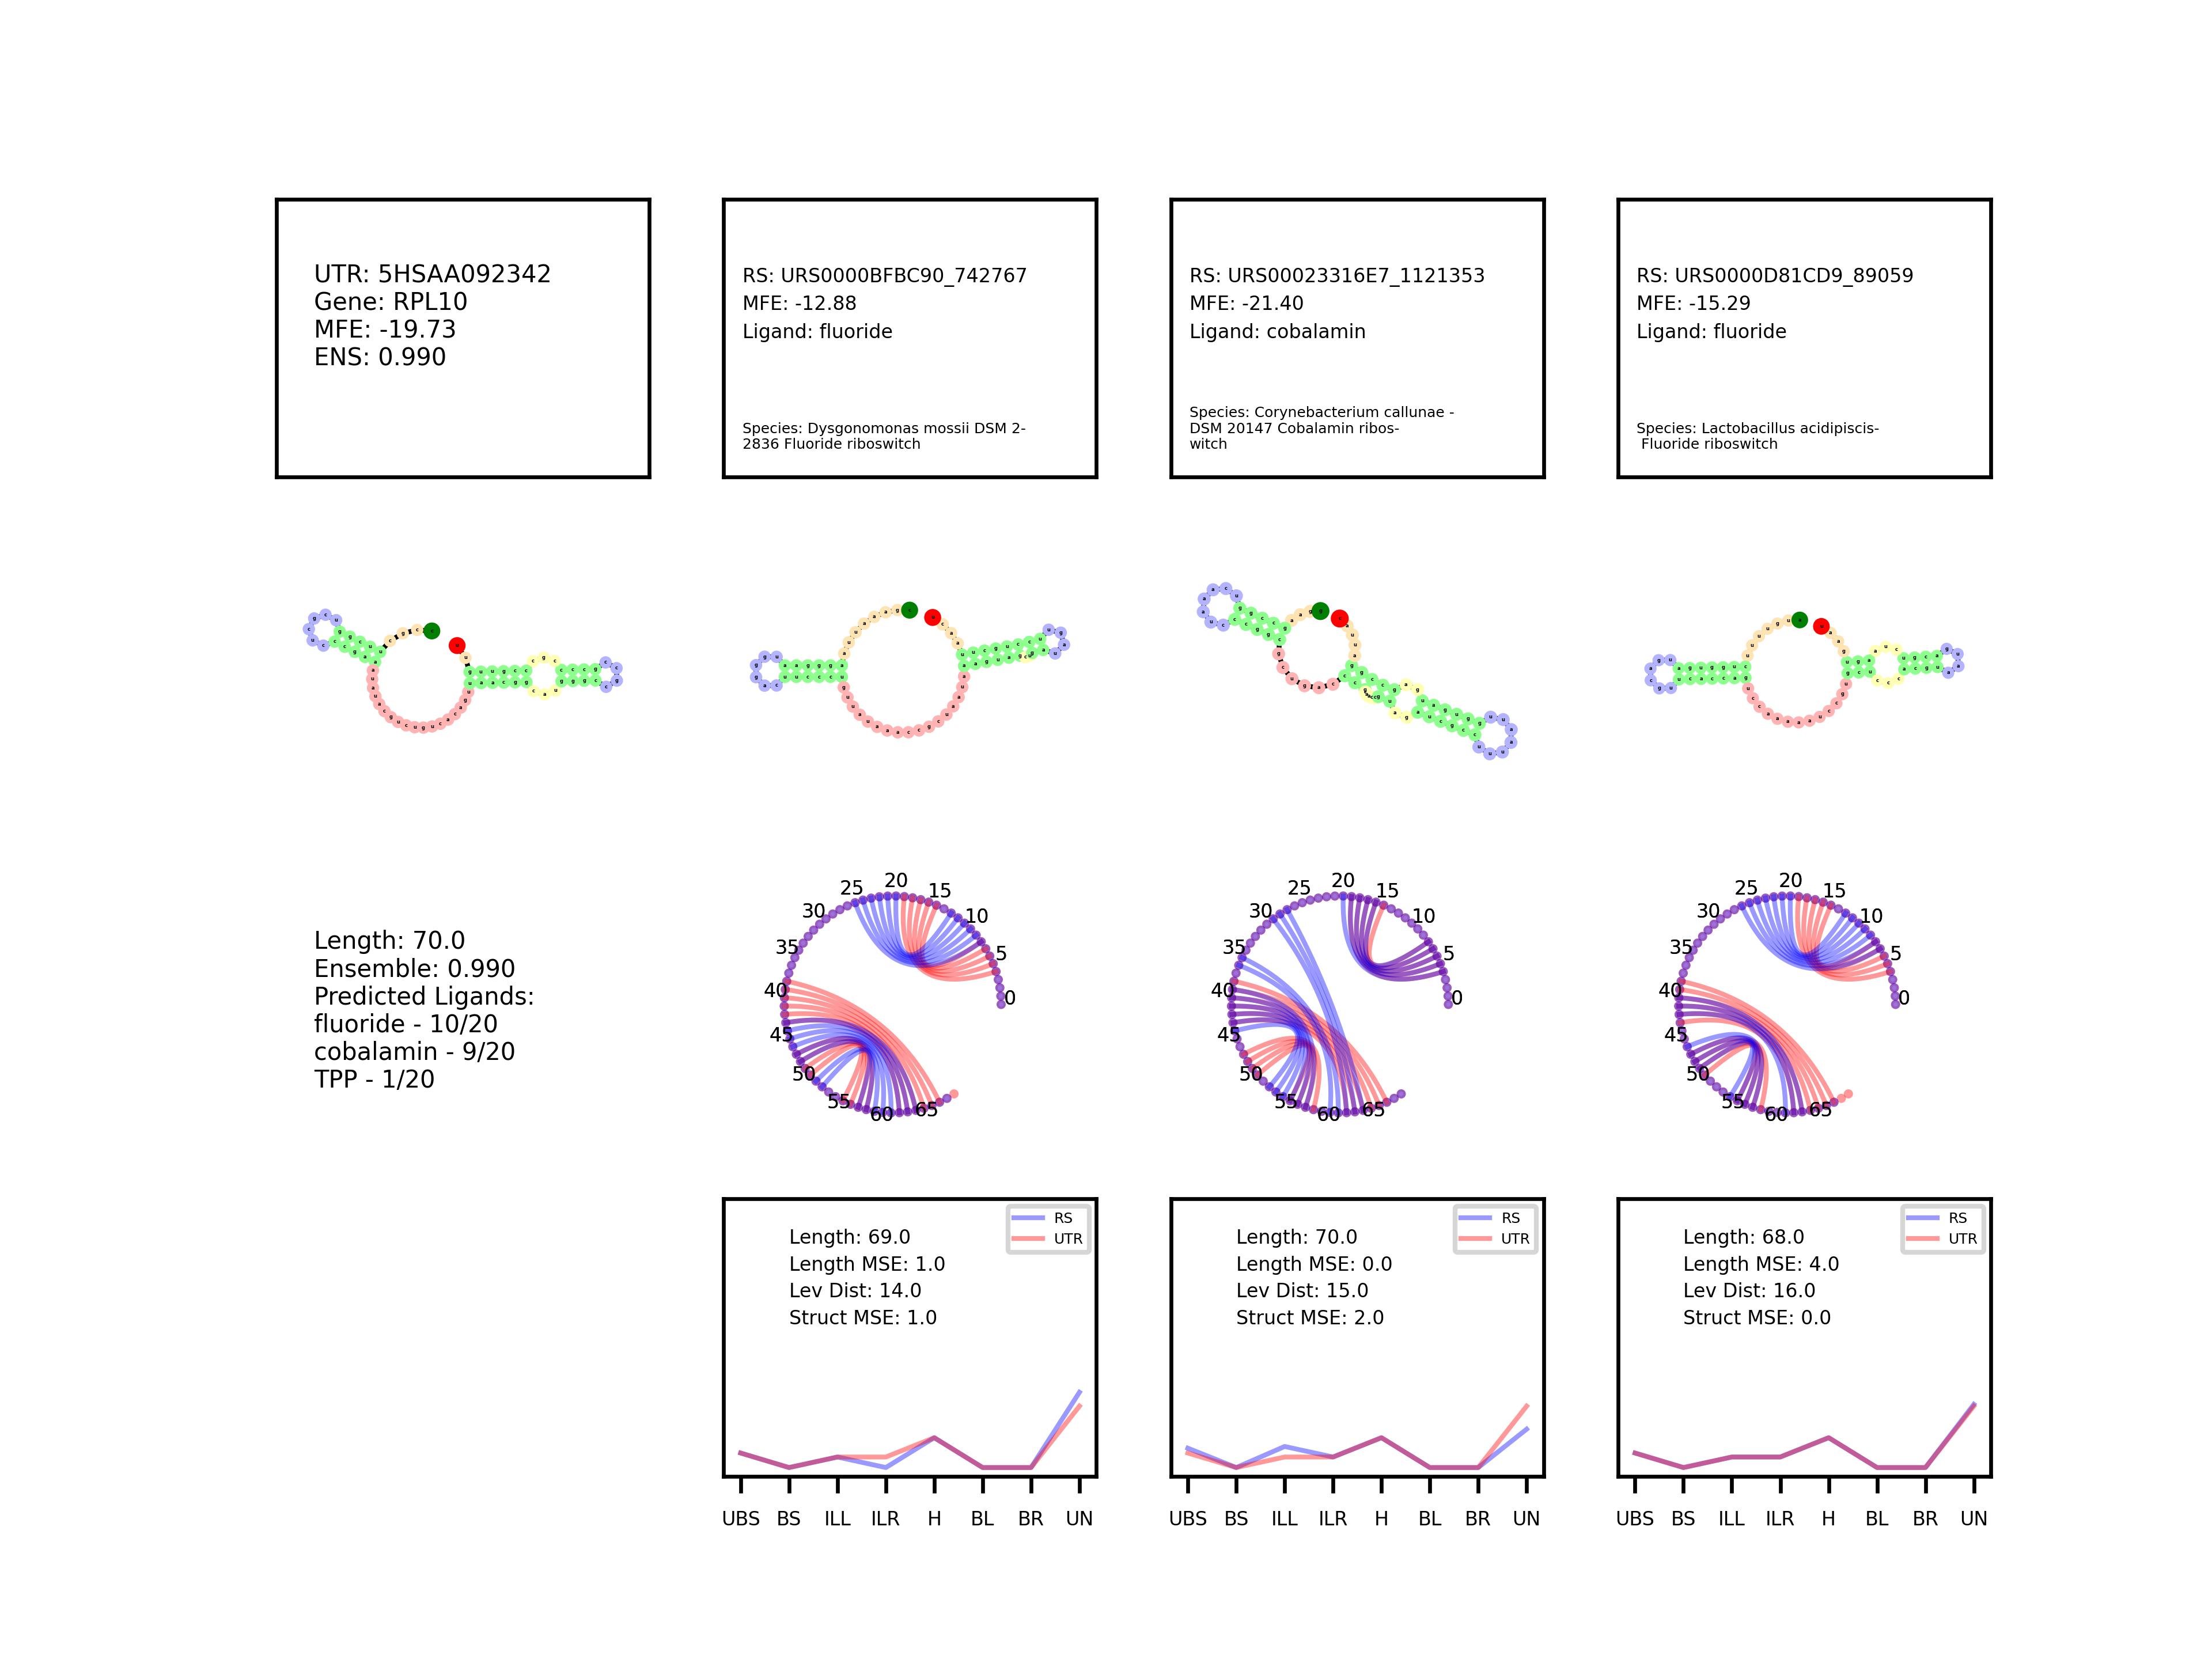 UTR: 5HSAA092342
Gene: RPL10
MFE: -19.73
ENS: 0.990
RS: URS0000BFBC90_742767
MFE: -12.88
Ligand: fluoride
Species: Dysgonomonas mossii DSM 2-
2836 Fluoride riboswitch
RS: URS00023316E7_1121353
MFE: -21.40
Ligand: cobalamin
Species: Corynebacterium callunae -
DSM 20147 Cobalamin ribos-
witch
RS: URS0000D81CD9_89059
MFE: -15.29
Ligand: fluoride
Species: Lactobacillus acidipiscis-
Fluoride riboswitch
Length: 70.0
Ensemble: 0.990
Predicted Ligands:
fluoride - 10/20
cobalamin - 9/20
TPP - 1/20
0
5
10
15
20
25
30
35
40
45
50
55
60
65
0
5
10
15
20
25
30
35
40
45
50
55
60
65
0
5
10
15
20
25
30
35
40
45
50
55
60
65
RS
UTR
Length: 69.0
Length MSE: 1.0
Lev Dist: 14.0
Struct MSE: 1.0
UBS BS ILL ILR H BL BR UN
RS
UTR
Length: 70.0
Length MSE: 0.0
Lev Dist: 15.0
Struct MSE: 2.0
UBS BS ILL ILR H BL BR UN
RS
UTR
Length: 68.0
Length MSE: 4.0
Lev Dist: 16.0
Struct MSE: 0.0
UBS BS ILL ILR H BL BR UN